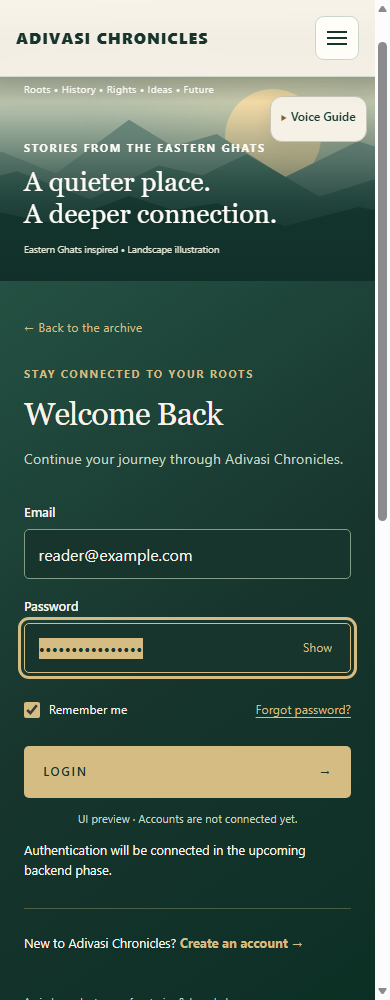 ADIVASI CHRONICLES
Roots • History • Rights • Ideas • Future
Voice Guide
STORIES FROM THE EASTERN GHATS
A quieter place.
A deeper connection.
Eastern Ghats inspired • Landscape illustration
← Back to the archive
STAY CONNECTED TO YOUR ROOTS
Welcome Back
Continue your journey through Adivasi Chronicles.
Email
reader@example.com
Password
••••••••••••••••
Show
Remember me
Forgot password?
LOGIN →
UI preview · Accounts are not connected yet.
Authentication will be connected in the upcoming
backend phase.
New to Adivasi Chronicles? Create an account →